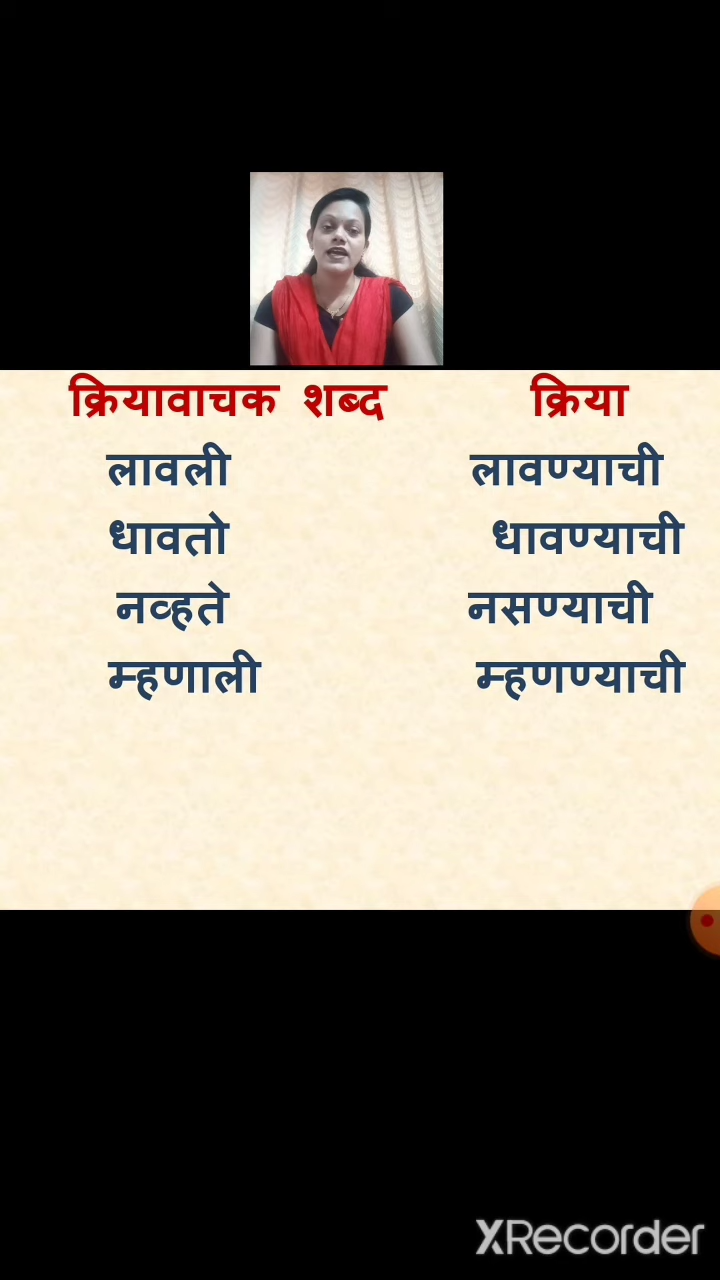 क्रियावाचक शब्द क्रिया
लावली लावण्याची
धावतो धावण्याची
नव्हते नसण्याची
म्हणाली म्हणण्याची
XRecorder